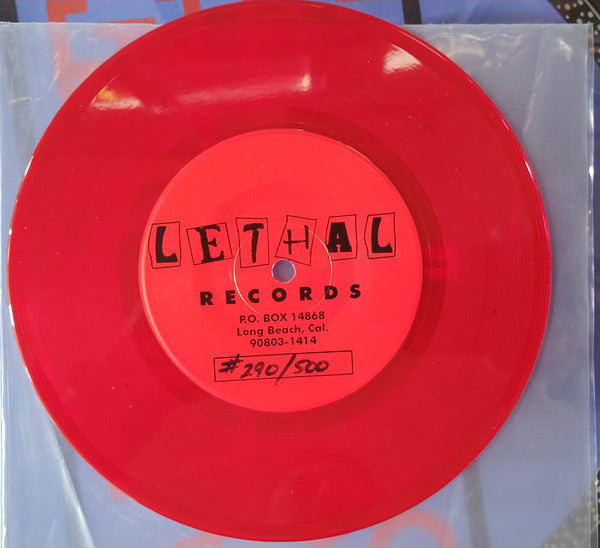 LETHAL
RECORDS
P.O. BOX 14868
Long Beach, Cal.
90803-1414
#290/500